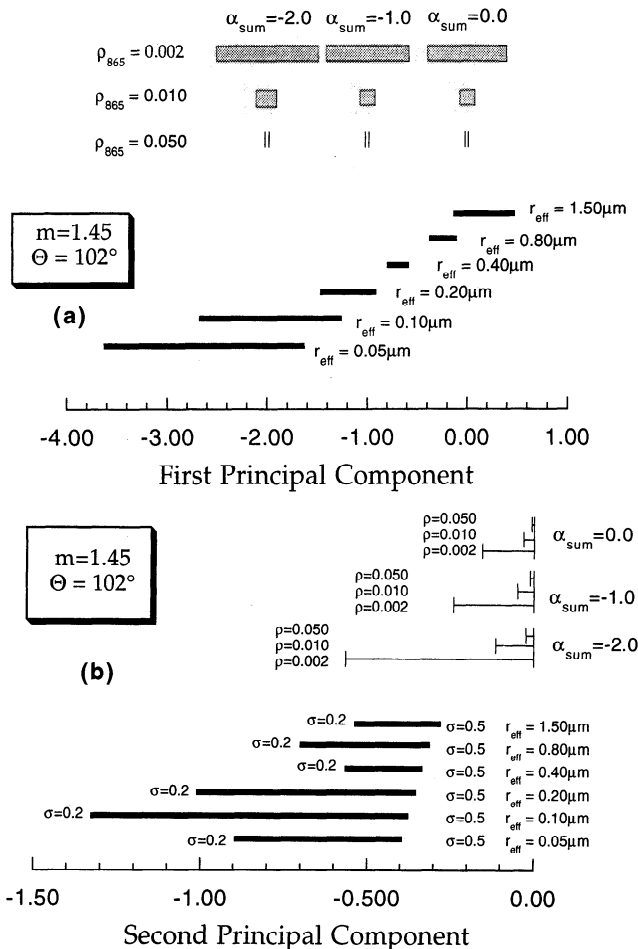 α_sum=-2.0 α_sum=-1.0 α_sum=0.0
ρ_865 = 0.002
ρ_865 = 0.010
ρ_865 = 0.050
m=1.45
Θ = 102°
(a)
r_eff = 1.50μm
r_eff = 0.80μm
r_eff = 0.40μm
r_eff = 0.20μm
r_eff = 0.10μm
r_eff = 0.05μm
-4.00 -3.00 -2.00 -1.00 0.00 1.00
First Principal Component
m=1.45
Θ = 102°
(b)
ρ=0.050
ρ=0.010
ρ=0.002
α_sum=0.0
ρ=0.050
ρ=0.010
ρ=0.002
α_sum=-1.0
ρ=0.050
ρ=0.010
ρ=0.002
α_sum=-2.0
σ=0.2 σ=0.5 r_eff = 1.50μm
σ=0.2 σ=0.5 r_eff = 0.80μm
σ=0.2 σ=0.5 r_eff = 0.40μm
σ=0.2 σ=0.5 r_eff = 0.20μm
σ=0.2 σ=0.5 r_eff = 0.10μm
σ=0.2 σ=0.5 r_eff = 0.05μm
-1.50 -1.00 -0.500 0.00
Second Principal Component